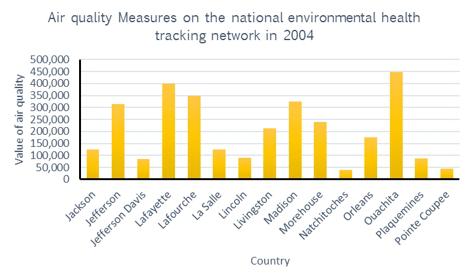 Air quality Measures on the national environmental health
tracking network in 2004
Value of air quality
500,000
450,000
400,000
350,000
300,000
250,000
200,000
150,000
100,000
50,000
0
Jackson
Jefferson
Jefferson Davis
Lafayette
Lafourche
La Salle
Lincoln
Livingston
Madison
Morehouse
Natchitoches
Orleans
Ouachita
Plaquemines
Pointe Coupee
Country